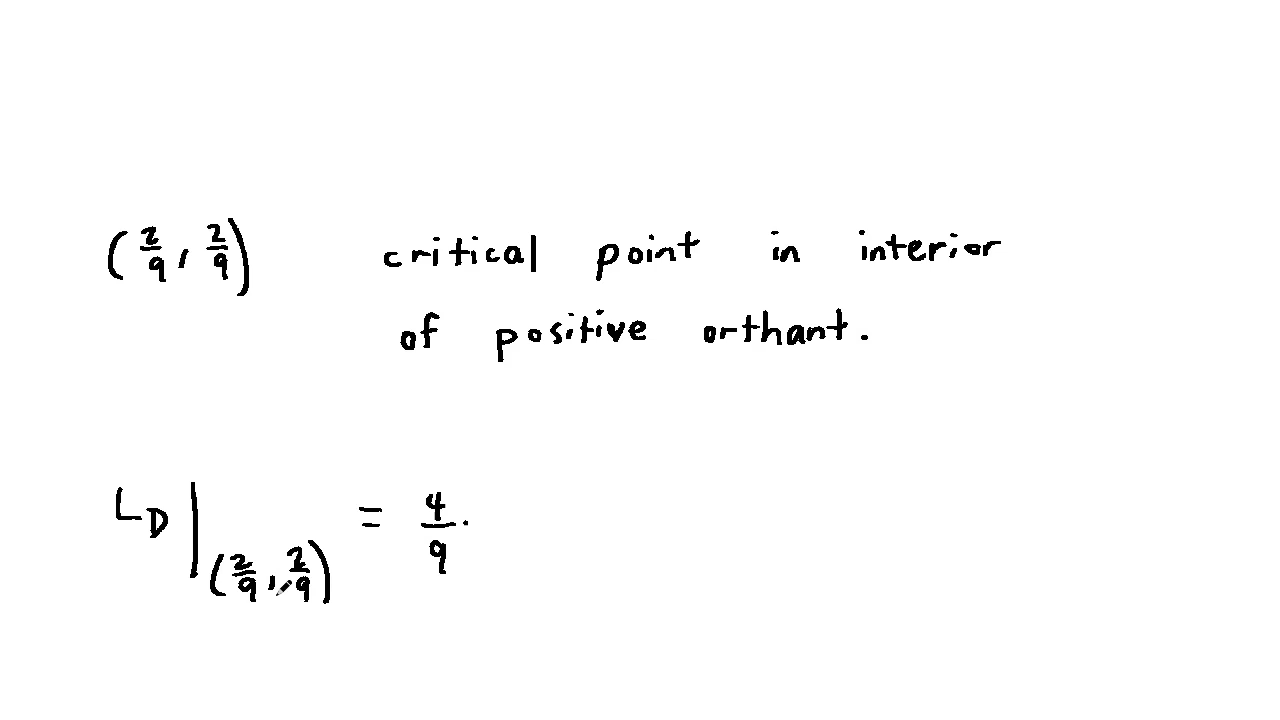 (2/9, 2/9) critical point in interior
of positive orthant.
L_D |_(2/9, 2/9) = 4/9.